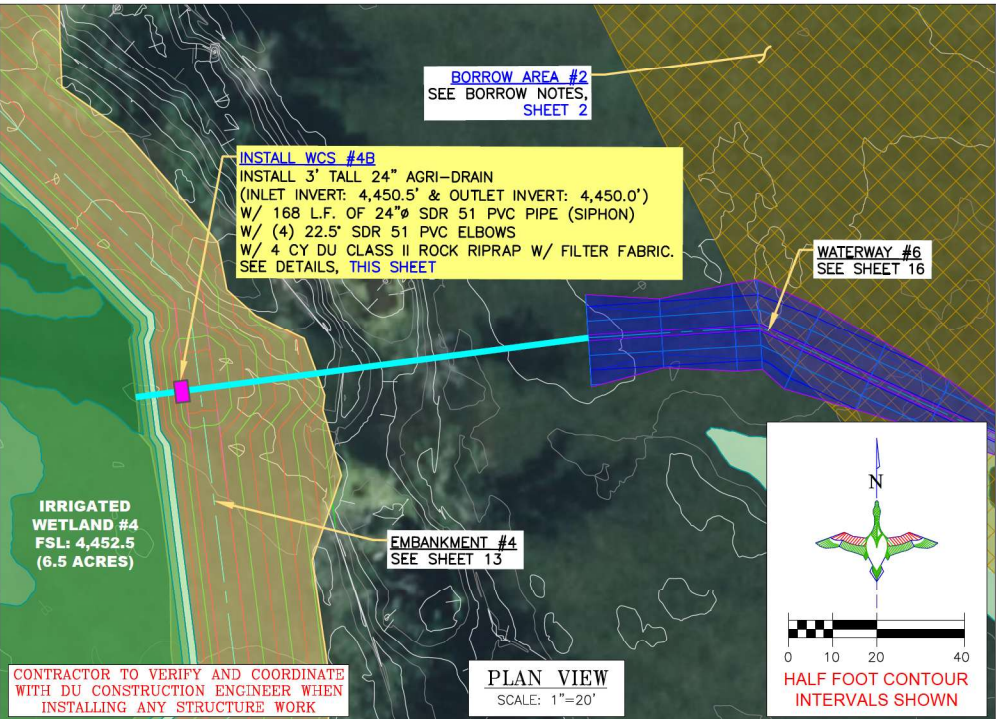 BORROW AREA #2
SEE BORROW NOTES,
SHEET 2
INSTALL WCS #4B
INSTALL 3' TALL 24" AGRI-DRAIN
(INLET INVERT: 4,450.5' & OUTLET INVERT: 4,450.0')
W/ 168 L.F. OF 24"ø SDR 51 PVC PIPE (SIPHON)
W/ (4) 22.5° SDR 51 PVC ELBOWS
W/ 4 CY DU CLASS II ROCK RIPRAP W/ FILTER FABRIC.
SEE DETAILS, THIS SHEET
WATERWAY #6
SEE SHEET 16
IRRIGATED
WETLAND #4
FSL: 4,452.5
(6.5 ACRES)
EMBANKMENT #4
SEE SHEET 13
N
0 10 20 40
HALF FOOT CONTOUR
INTERVALS SHOWN
CONTRACTOR TO VERIFY AND COORDINATE
WITH DU CONSTRUCTION ENGINEER WHEN
INSTALLING ANY STRUCTURE WORK
PLAN VIEW
SCALE: 1"=20'